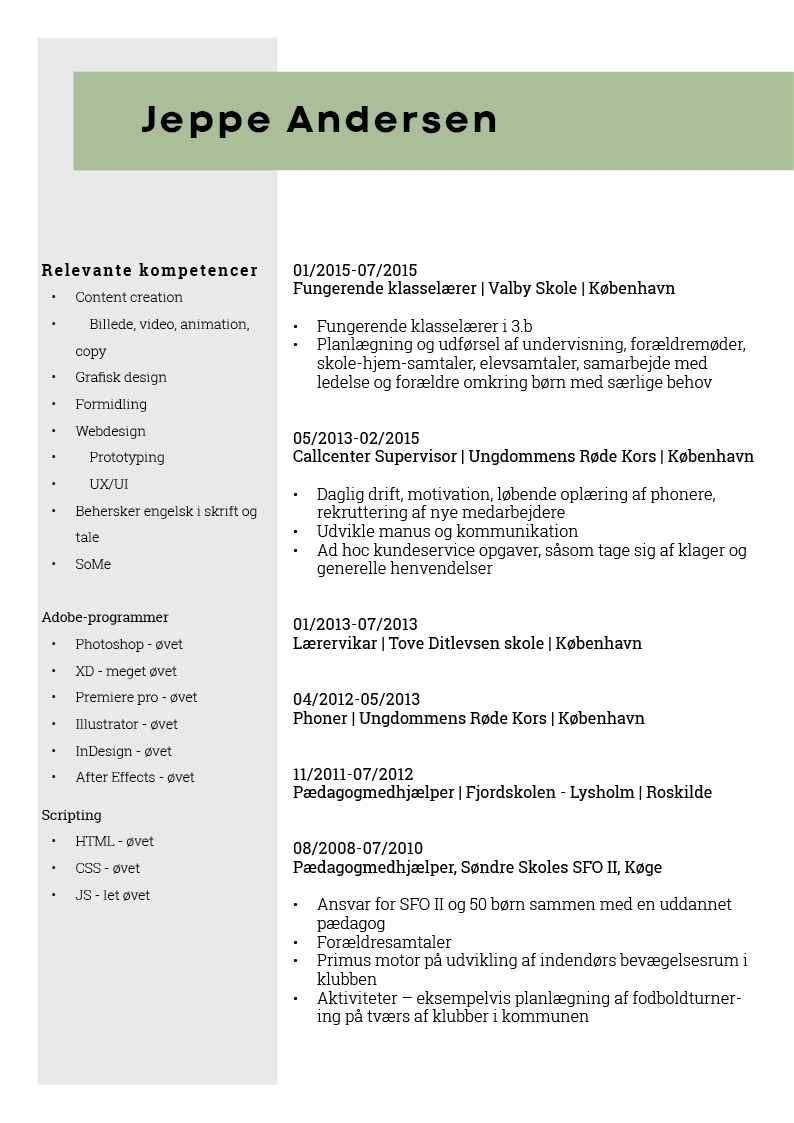 Jeppe Andersen
Relevante kompetencer
• Content creation
• Billede, video, animation,
copy
• Grafisk design
• Formidling
• Webdesign
• Prototyping
• UX/UI
• Behersker engelsk i skrift og
tale
• SoMe
Adobe-programmer
• Photoshop - øvet
• XD - meget øvet
• Premiere pro - øvet
• Illustrator - øvet
• InDesign - øvet
• After Effects - øvet
Scripting
• HTML - øvet
• CSS - øvet
• JS - let øvet
01/2015-07/2015
Fungerende klasselærer | Valby Skole | København
• Fungerende klasselærer i 3.b
• Planlægning og udførsel af undervisning, forældremøder,
skole-hjem-samtaler, elevsamtaler, samarbejde med
ledelse og forældre omkring børn med særlige behov
05/2013-02/2015
Callcenter Supervisor | Ungdommens Røde Kors | København
• Daglig drift, motivation, løbende oplæring af phonere,
rekruttering af nye medarbejdere
• Udvikle manus og kommunikation
• Ad hoc kundeservice opgaver, såsom tage sig af klager og
generelle henvendelser
01/2013-07/2013
Lærervikar | Tove Ditlevsen skole | København
04/2012-05/2013
Phoner | Ungdommens Røde Kors | København
11/2011-07/2012
Pædagogmedhjælper | Fjordskolen - Lysholm | Roskilde
08/2008-07/2010
Pædagogmedhjælper, Søndre Skoles SFO II, Køge
• Ansvar for SFO II og 50 børn sammen med en uddannet
pædagog
• Forældresamtaler
• Primus motor på udvikling af indendørs bevægelsesrum i
klubben
• Aktiviteter – eksempelvis planlægning af fodboldturner-
ing på tværs af klubber i kommunen